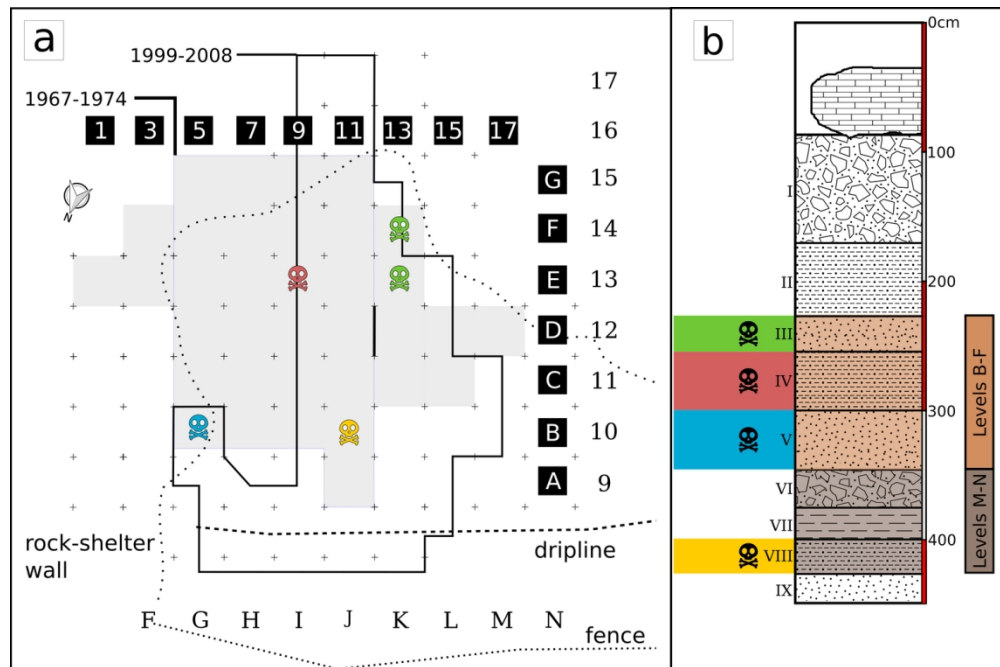 a
1999-2008
1967-1974
1 3 5 7 9 11 13 15 17
17
16
G 15
F 14
E 13
D 12
C 11
B 10
A 9
N
rock-shelter
wall
dripline
F G H I J K L M N
fence
b
0cm
100
200
300
400
I
II
III
IV
V
VI
VII
VIII
IX
Levels B-F
Levels M-N